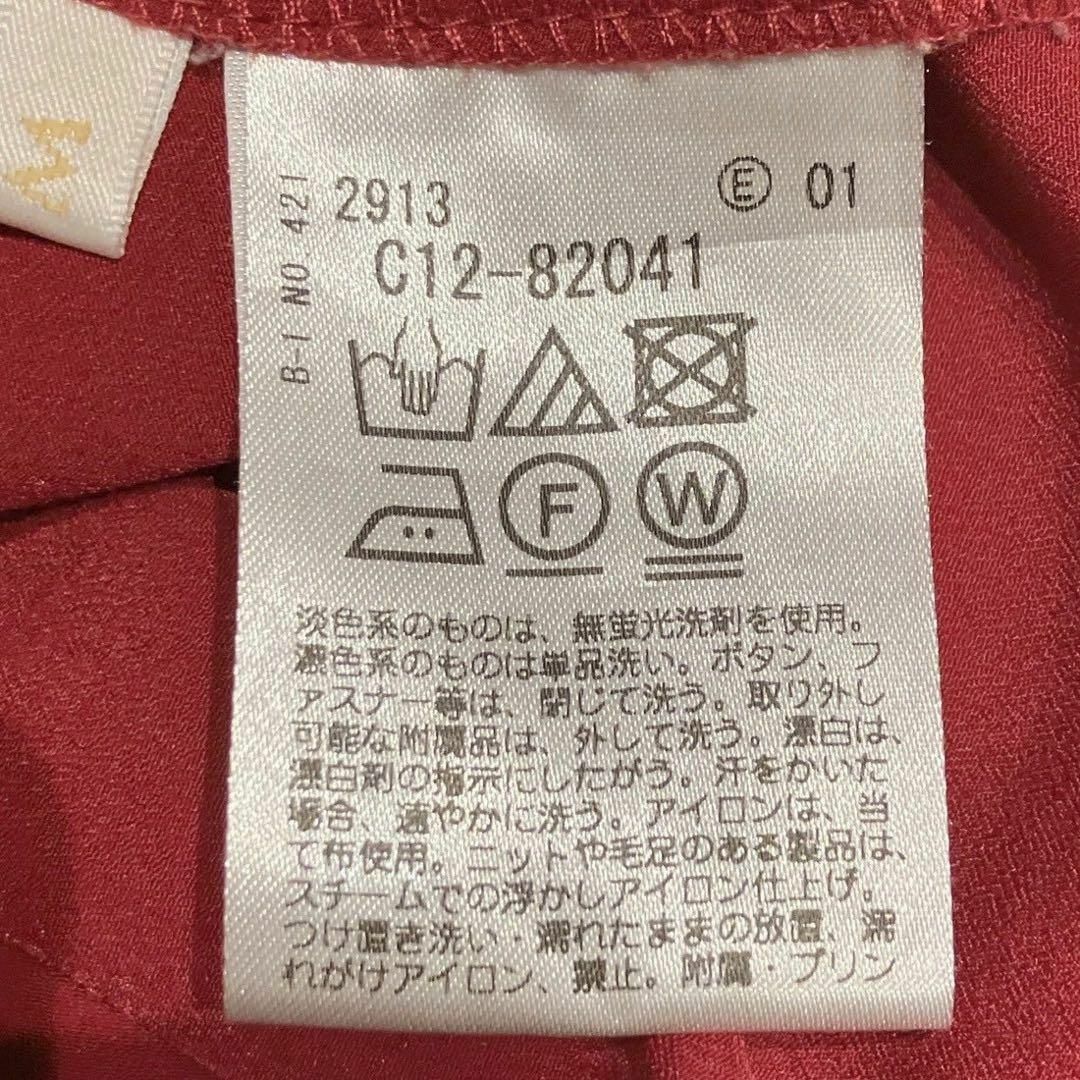 M
B-I NO. 421
2913 Ⓔ 01
C12-82041
F W
淡色系のものは、無蛍光洗剤を使用。
濃色系のものは単品洗い。ボタン、フ
ァスナー等は、閉じて洗う。取り外し
可能な附属品は、外して洗う。漂白は、
漂白剤の指示にしたがう。汗をかいた
場合、速やかに洗う。アイロンは、当
て布使用。ニットや毛足のある製品は、
スチームでの浮かしアイロン仕上げ。
つけ置き洗い・濡れたままの放置、濡
れがけアイロン、禁止。附属・プリン